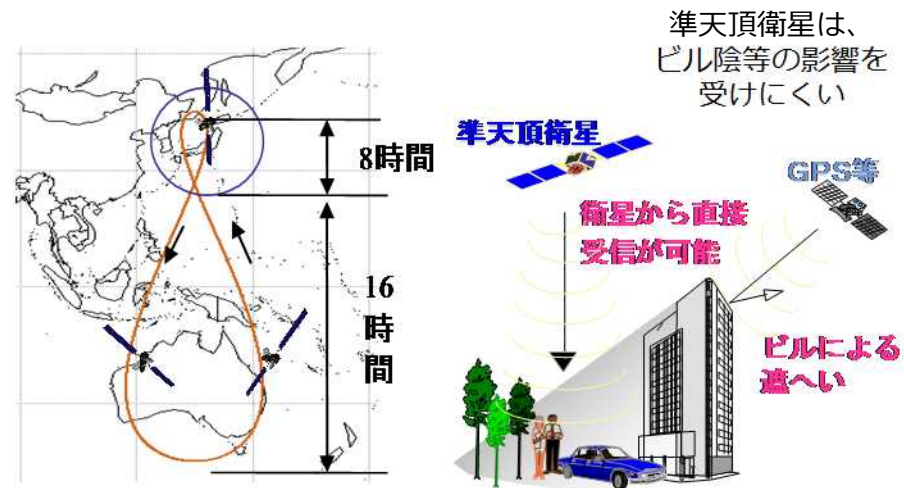 準天頂衛星は、
ビル陰等の影響を
受けにくい
準天頂衛星
GPS等
8時間
衛星から直接
受信が可能
16
時
間
ビルによる
遮へい